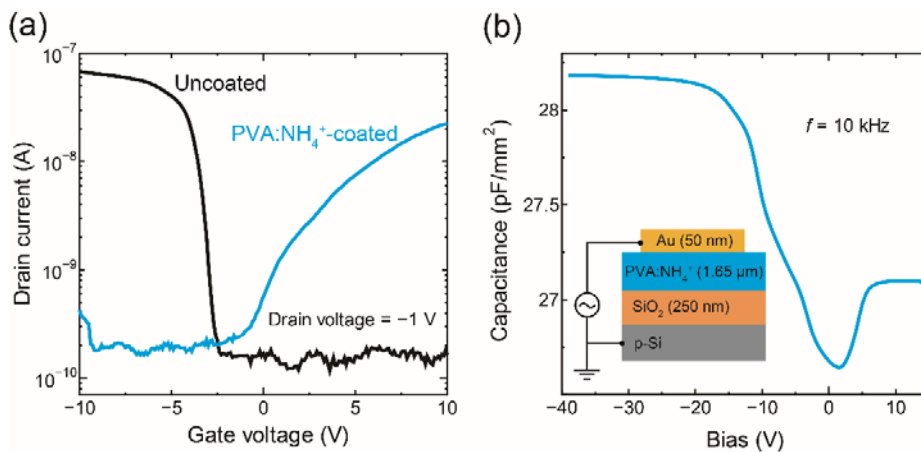 (a)
Drain current (A)
10⁻⁷
10⁻⁸
10⁻⁹
10⁻¹⁰
Uncoated
PVA:NH₄⁺-coated
Drain voltage = −1 V
−10
−5
0
5
10
Gate voltage (V)
(b)
Capacitance (pF/mm²)
28
27.5
27
f = 10 kHz
Au (50 nm)
PVA:NH₄⁺ (1.65 µm)
SiO₂ (250 nm)
p-Si
−40
−30
−20
−10
0
10
Bias (V)